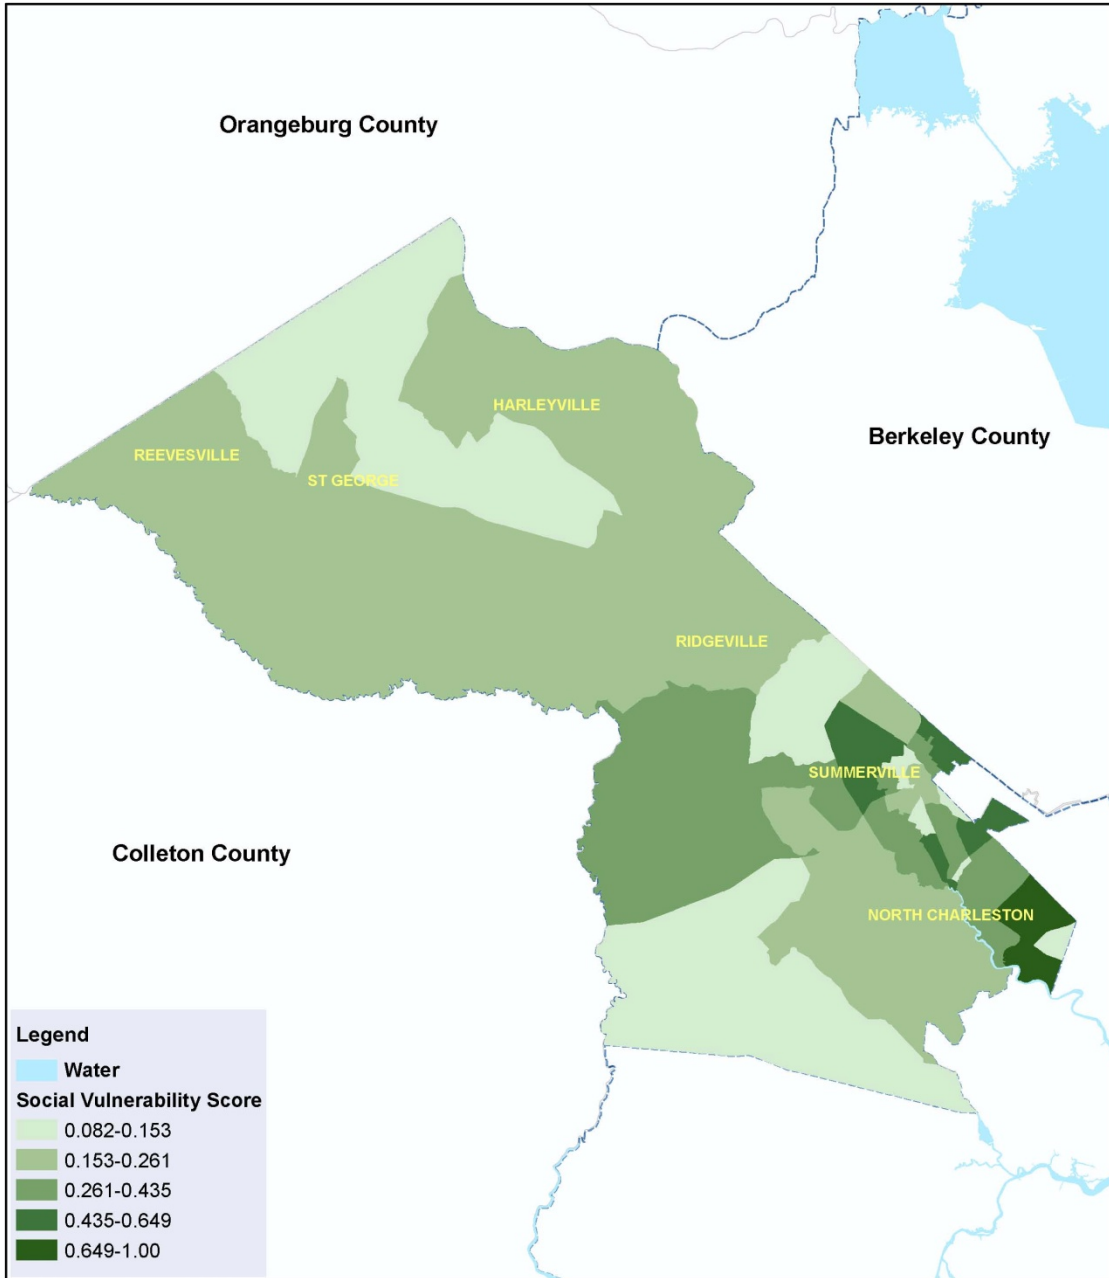 Orangeburg County
HARLEYVILLE
Berkeley County
REEVESVILLE
ST GEORGE
RIDGEVILLE
SUMMERVILLE
Colleton County
NORTH CHARLESTON
Legend
Water
Social Vulnerability Score
0.082-0.153
0.153-0.261
0.261-0.435
0.435-0.649
0.649-1.00